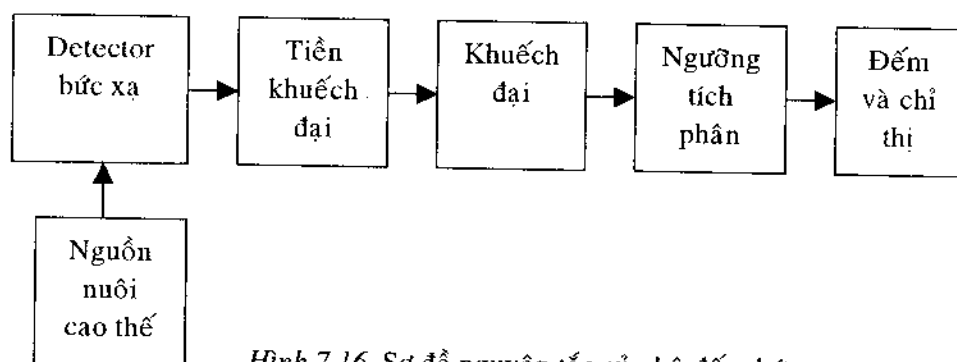 Detector
bức xạ
Tiền
khuếch
đại
Khuếch
đại
Ngưỡng
tích
phân
Đếm
và chỉ
thị
Nguồn
nuôi
cao thế
Hình 7.16. Sơ đồ nguyên tắc